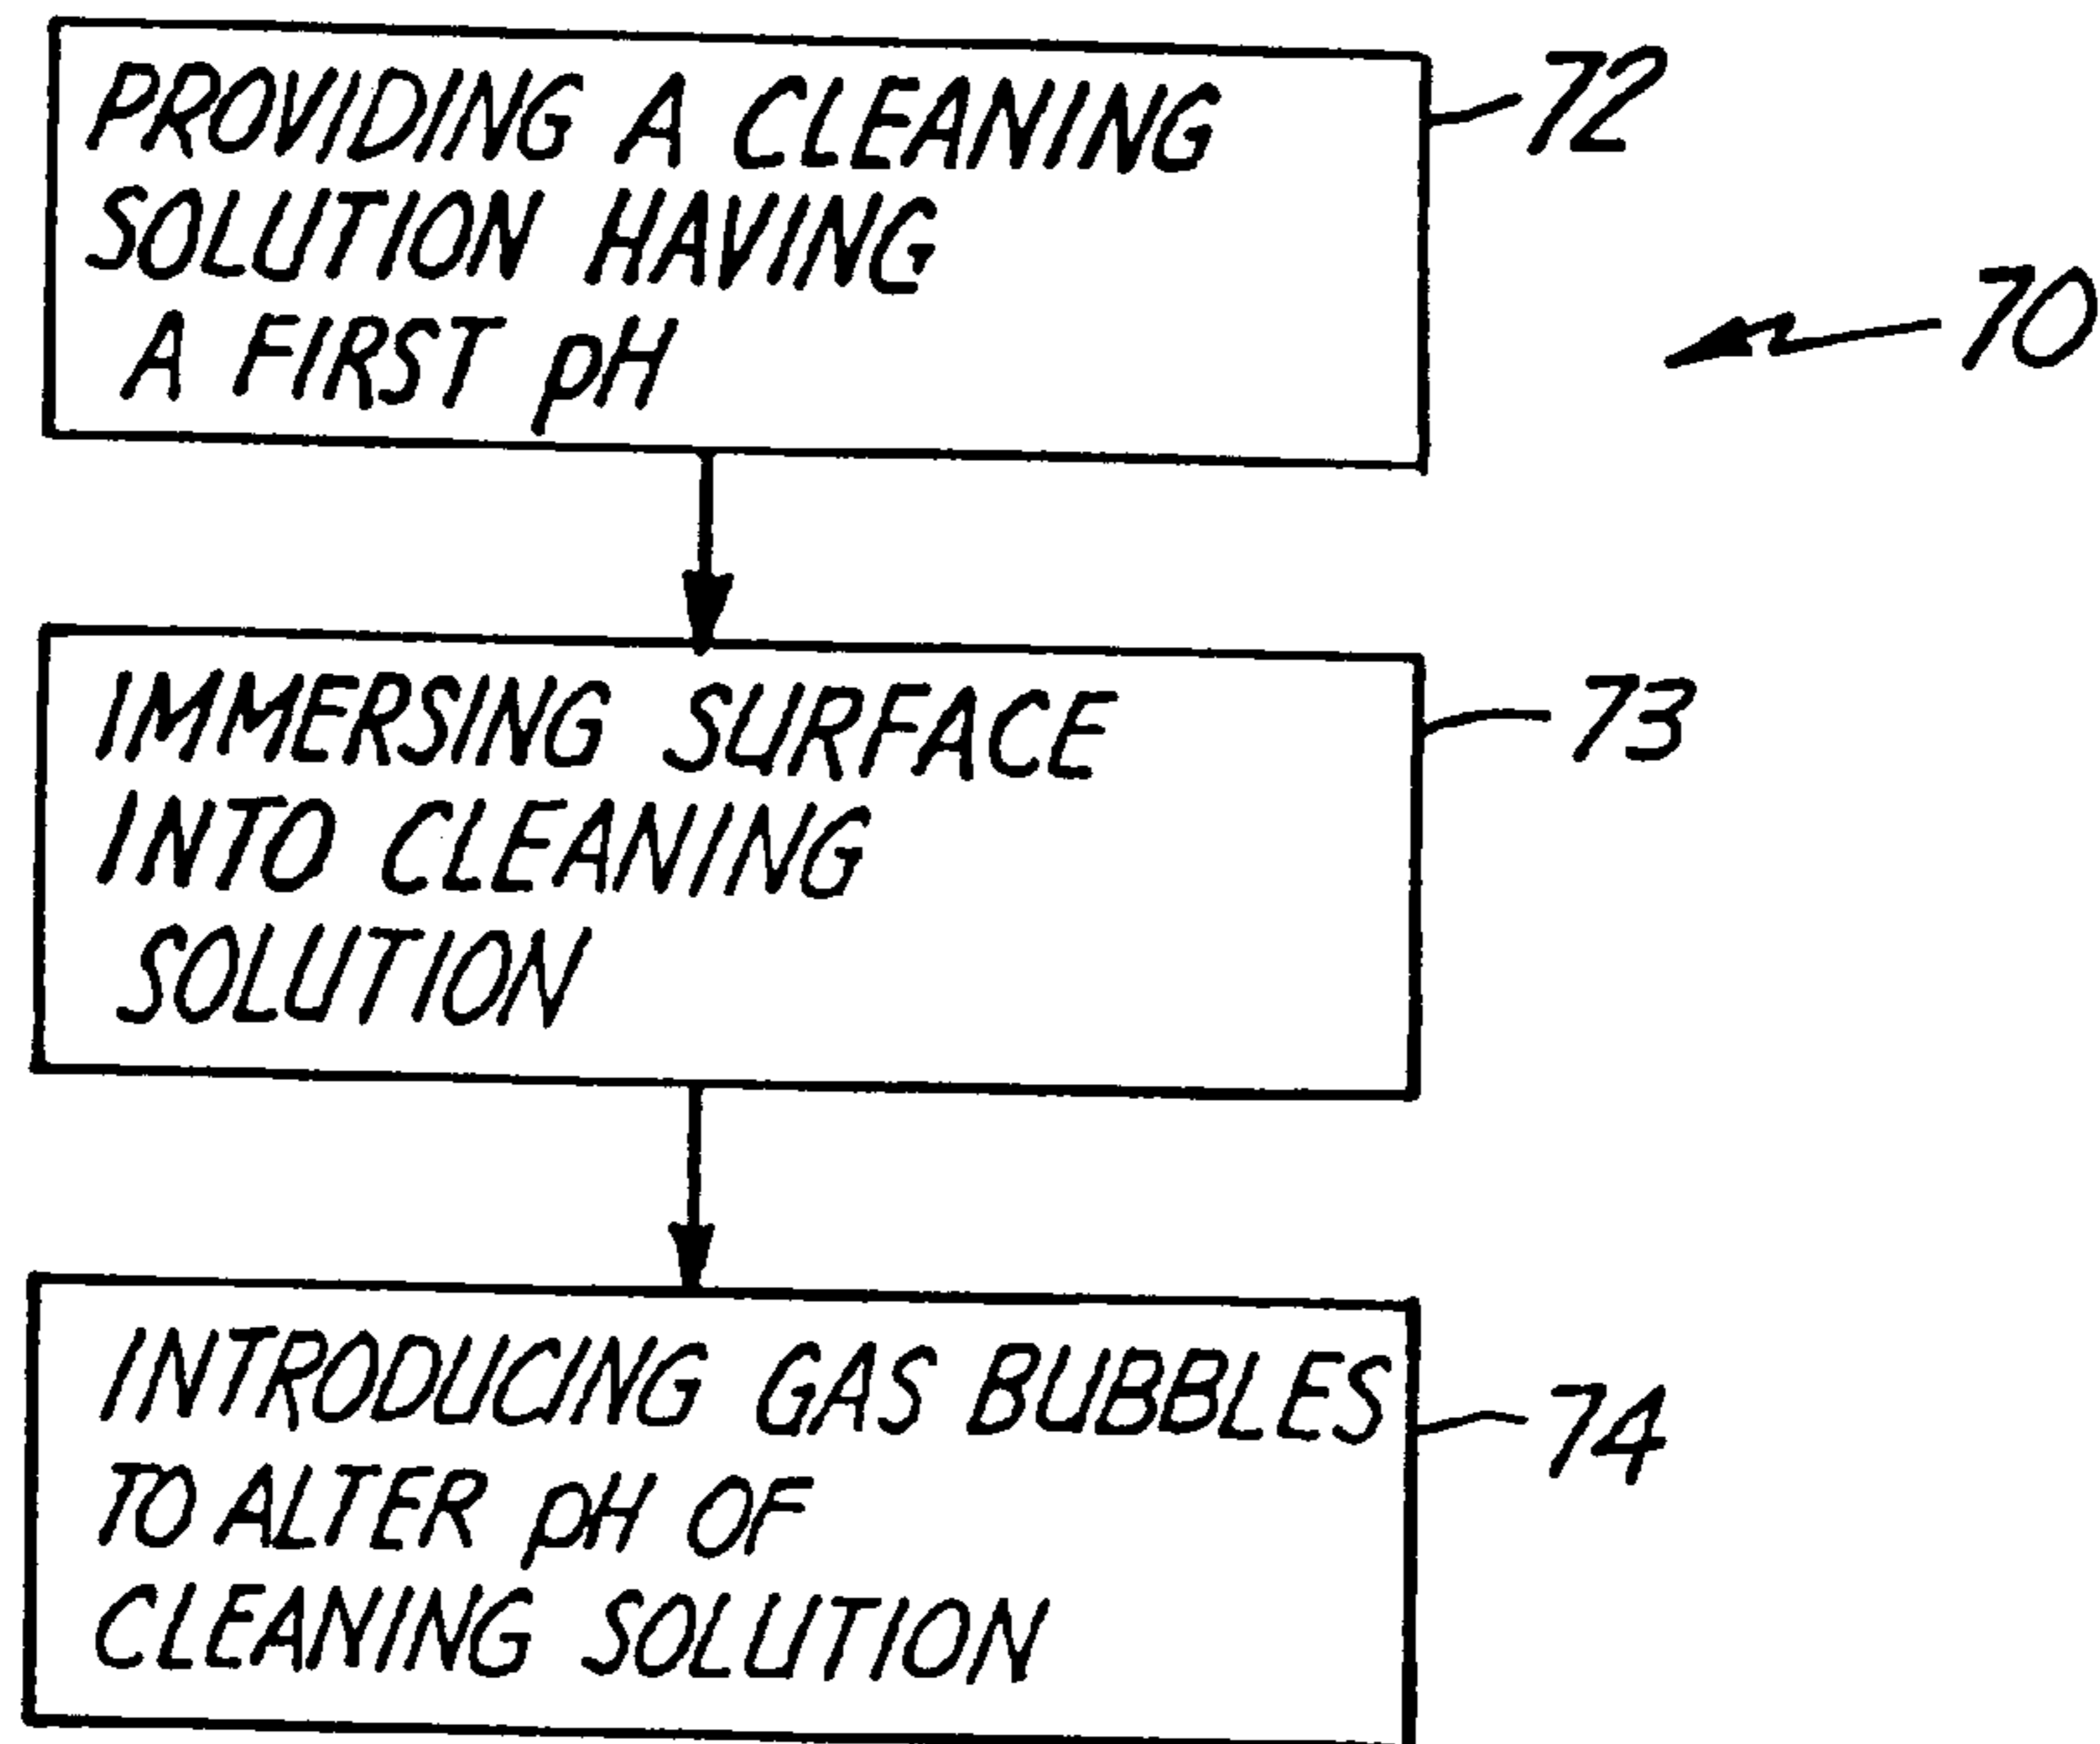 PROVIDING A CLEANING
SOLUTION HAVING
A FIRST pH
72
70
IMMERSING SURFACE
INTO CLEANING
SOLUTION
73
INTRODUCING GAS BUBBLES
TO ALTER pH OF
CLEANING SOLUTION
74